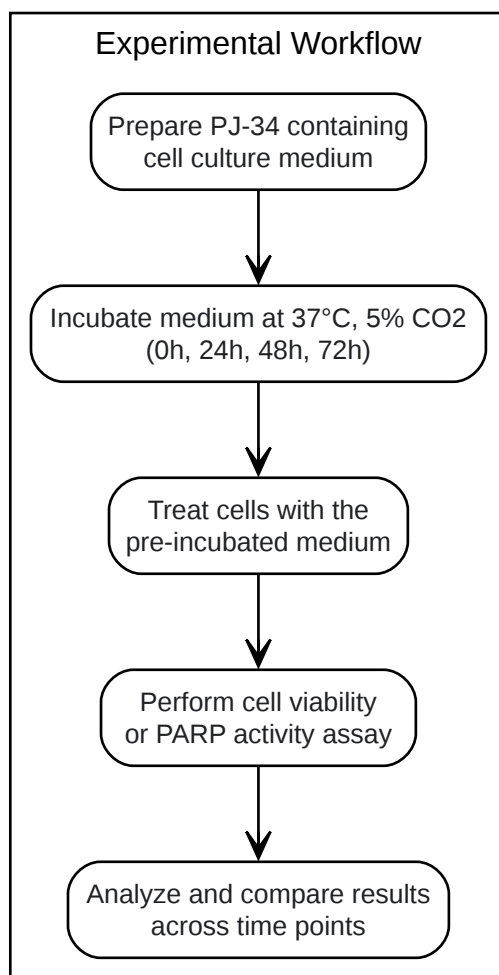 Experimental Workflow
Prepare PJ-34 containing
cell culture medium
Incubate medium at 37°C, 5% CO2
(0h, 24h, 48h, 72h)
Treat cells with the
pre-incubated medium
Perform cell viability
or PARP activity assay
Analyze and compare results
across time points